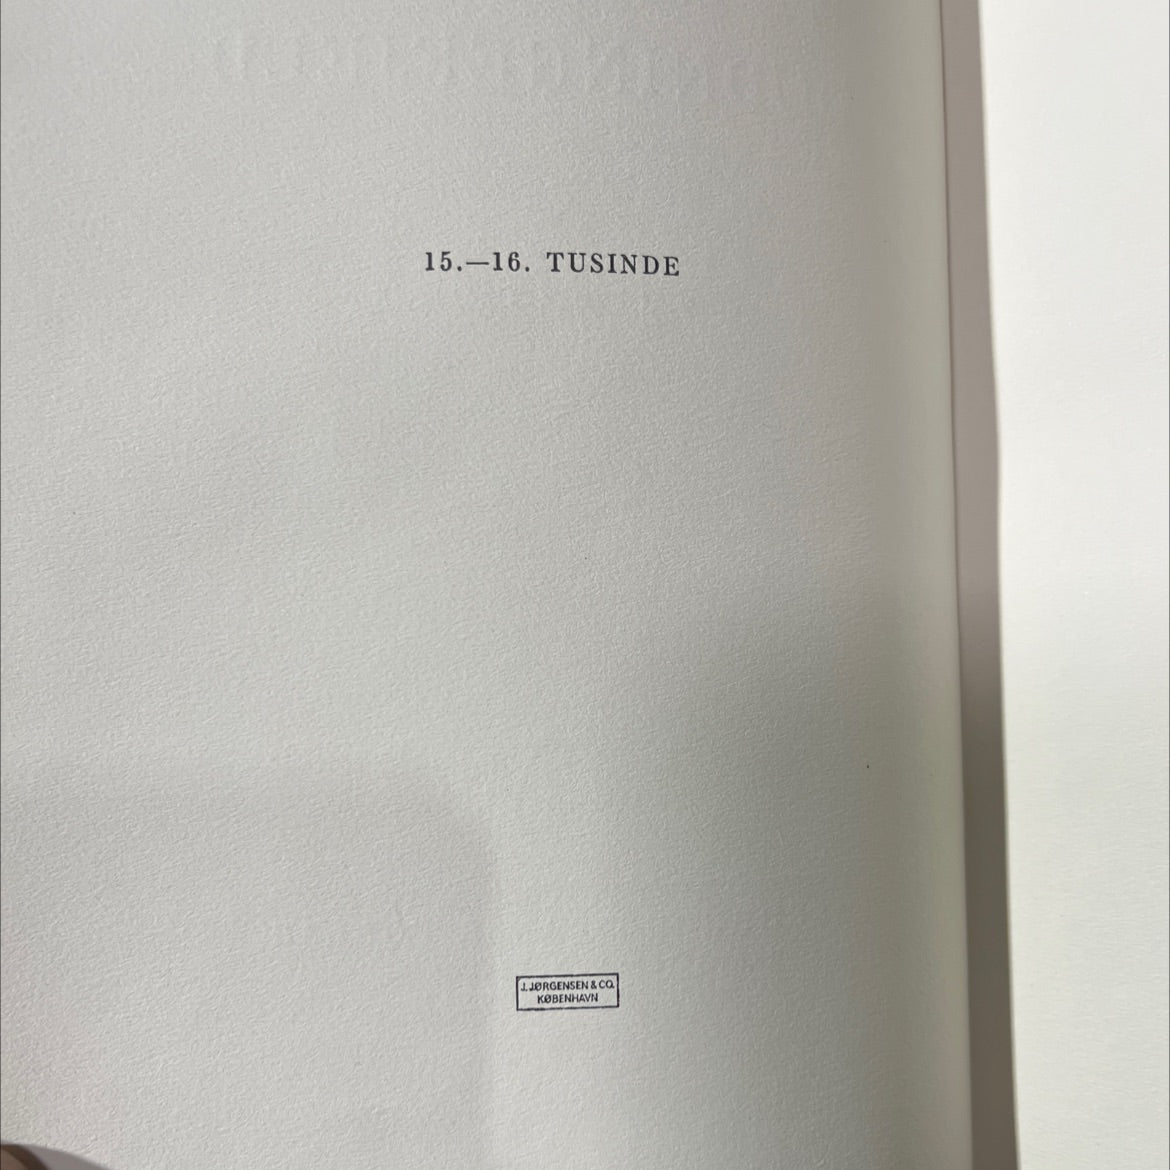 15.—16. TUSINDE
J. JØRGENSEN & CO.
KØBENHAVN